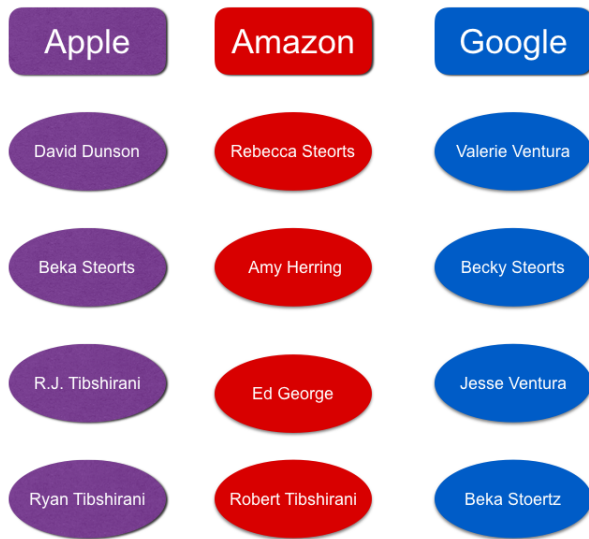 Apple
Amazon
Google
David Dunson
Rebecca Steorts
Valerie Ventura
Beka Steorts
Amy Herring
Becky Steorts
R.J. Tibshirani
Ed George
Jesse Ventura
Ryan Tibshirani
Robert Tibshirani
Beka Stoertz